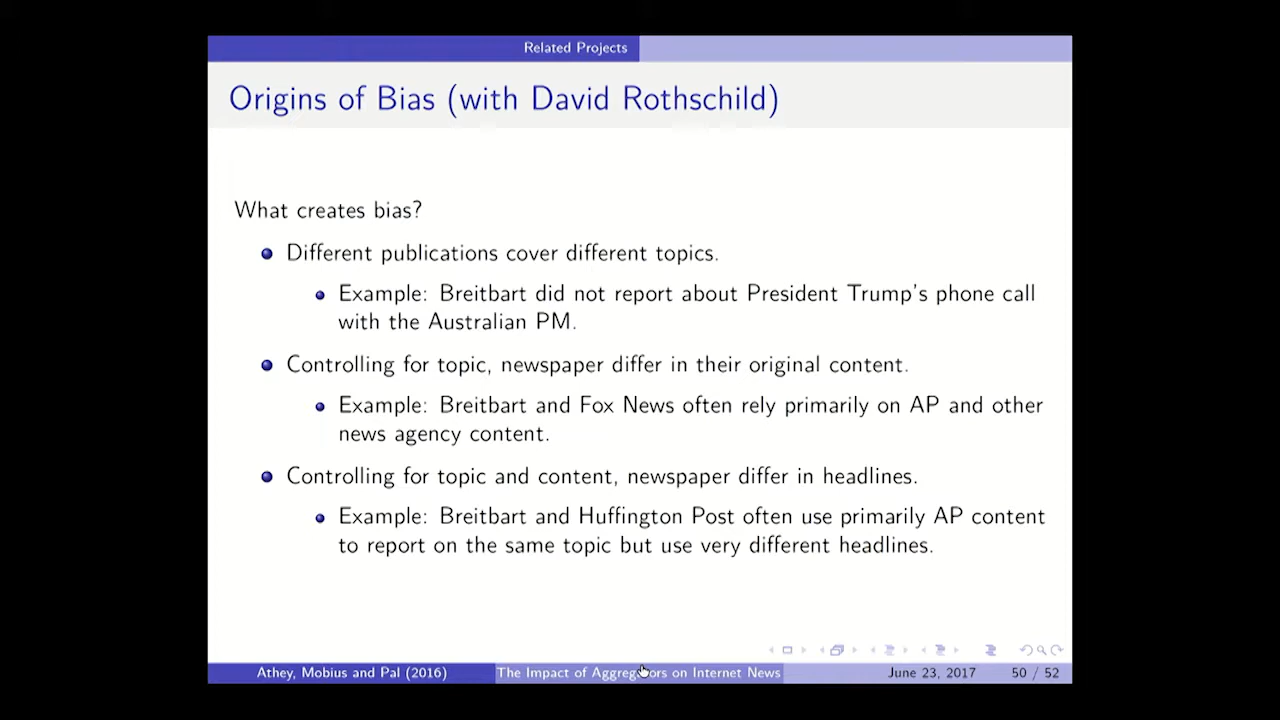 Related Projects
Origins of Bias (with David Rothschild)
What creates bias?
Different publications cover different topics.
Example: Breitbart did not report about President Trump's phone call
with the Australian PM.
Controlling for topic, newspaper differ in their original content.
Example: Breitbart and Fox News often rely primarily on AP and other
news agency content.
Controlling for topic and content, newspaper differ in headlines.
Example: Breitbart and Huffington Post often use primarily AP content
to report on the same topic but use very different headlines.
Athey, Mobius and Pal (2016)
The Impact of Aggregators on Internet News
June 23, 2017
50 / 52